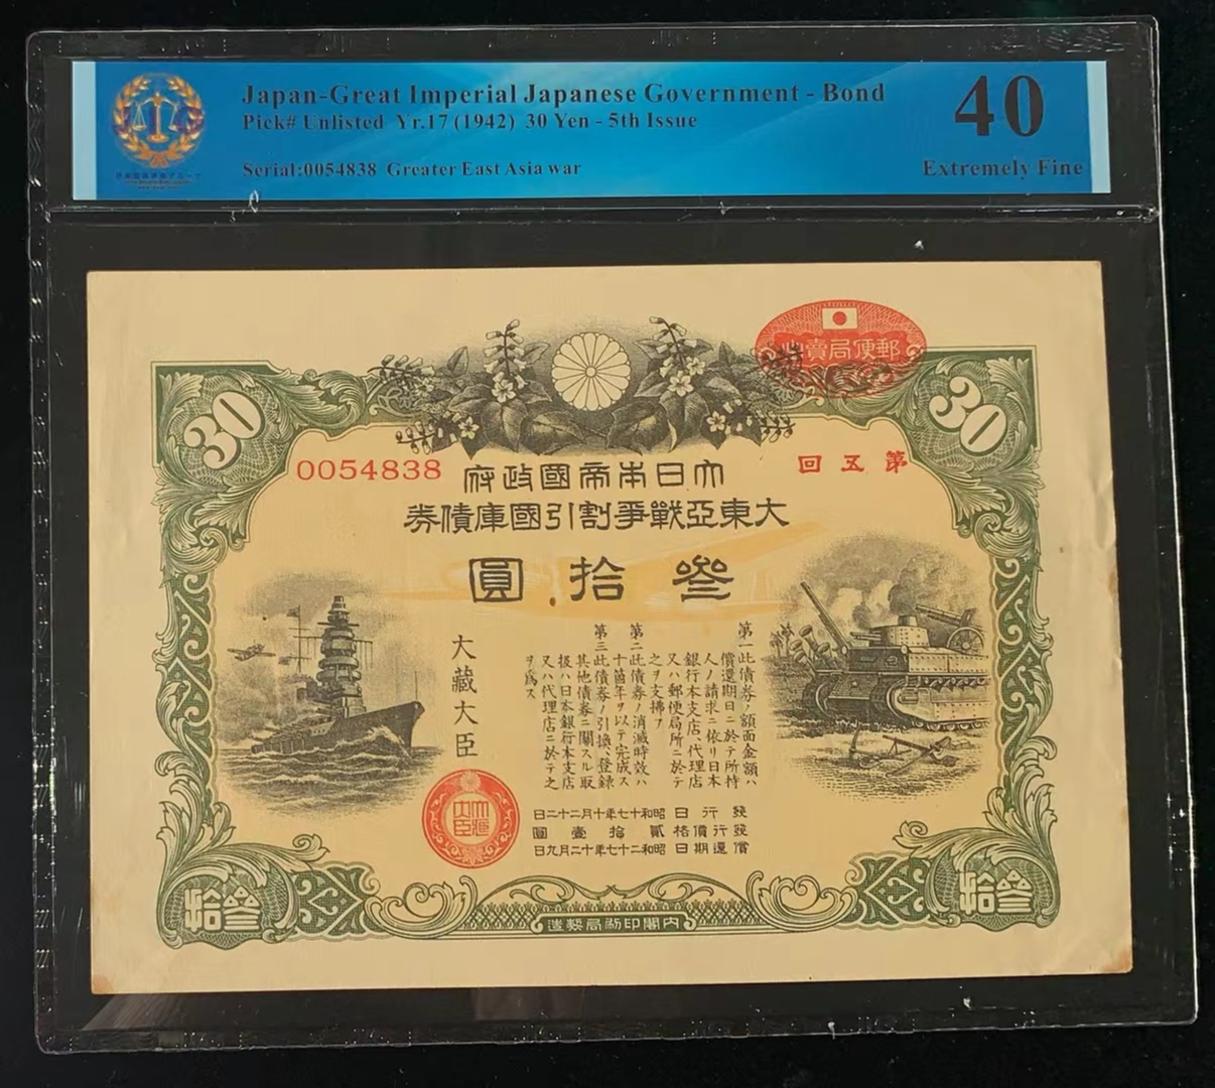 Japan-Great Imperial Japanese Government - Bond
Pick# Unlisted Yr.17 (1942) 30 Yen - 5th Issue
Serial:0054838 Greater East Asia war
40
Extremely Fine
郵便局賣出
30
30
0054838
第五回
大日本帝國政府
大東亞戰爭割引國庫債券
叁拾圓
第一此債券ノ額面金額ハ
償還期日ニ於テ所持
人ノ請求ニ依リ日本
銀行本支店、代理店
又ハ郵便局所ニ於テ
之ヲ支拂フ
第二此債券ノ消滅時效ハ
十箇年ヲ以テ完成ス
第三此債券ノ引換、登録
其他債券ニ關スル取
扱ハ日本銀行本支店
又ハ代理店ニ於テ之
ヲ爲ス
大藏大臣
發行日 昭和十七年十月二十二日
發行價格 貳拾壹圓
償還期日 昭和二十七年十二月九日
叁拾
叁拾
內閣印刷局製造